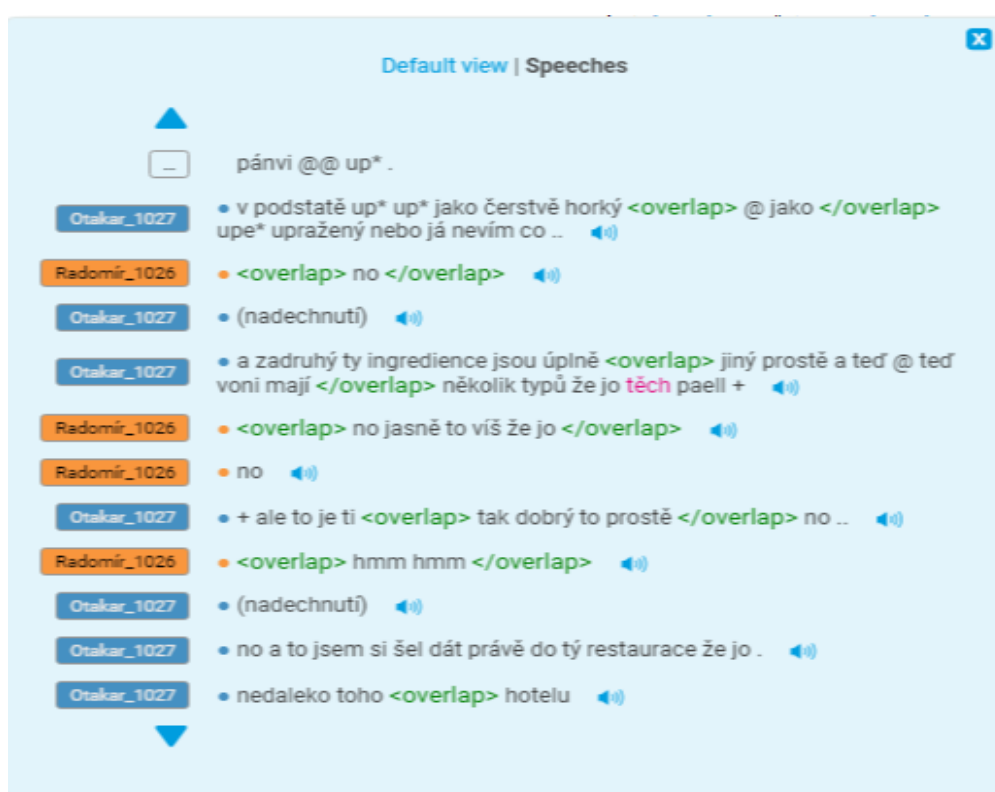 x
Default view | Speeches
... pánvi @@ up* .
Otakar_1027 • v podstatě up* up* jako čerstvě horký <overlap> @ jako </overlap>
upe* upražený nebo já nevím co ..
Radomír_1026 • <overlap> no </overlap>
Otakar_1027 • (nadechnutí)
Otakar_1027 • a zadruhý ty ingredience jsou úplně <overlap> jiný prostě a teď @ teď
voni mají </overlap> několik typů že jo těch paell +
Radomír_1026 • <overlap> no jasně to víš že jo </overlap>
Radomír_1026 • no
Otakar_1027 • + ale to je ti <overlap> tak dobrý to prostě </overlap> no ..
Radomír_1026 • <overlap> hmm hmm </overlap>
Otakar_1027 • (nadechnutí)
Otakar_1027 • no a to jsem si šel dát právě do tý restaurace že jo .
Otakar_1027 • nedaleko toho <overlap> hotelu